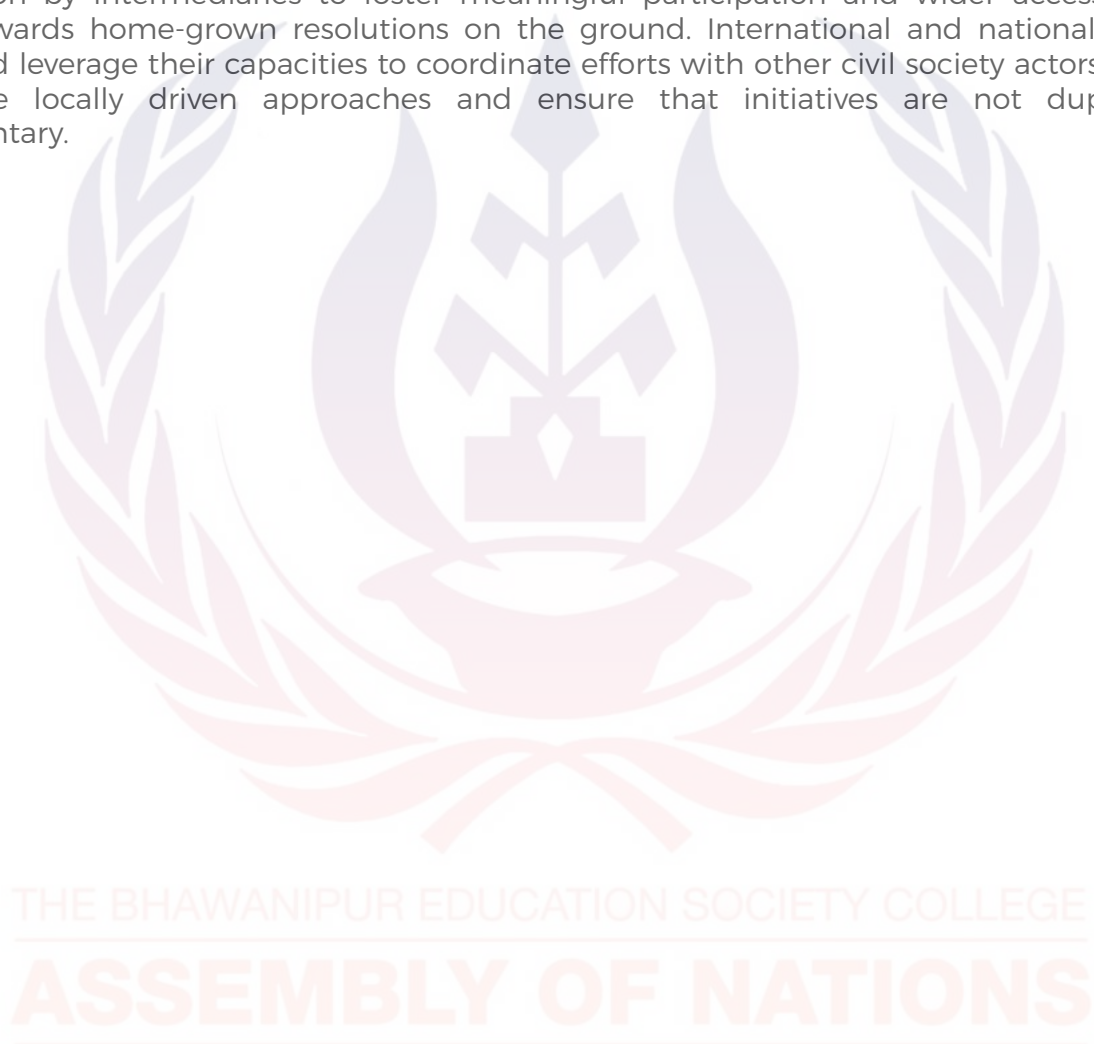 by intermediaries to foster meaningful participation and wider access
towards home-grown resolutions on the ground. International and national
leverage their capacities to coordinate efforts with other civil society actors
locally driven approaches and ensure that initiatives are not
THE BHAWANIPUR EDUCATION SOCIETY COLLEGE
ASSEMBLY OF NATIONS